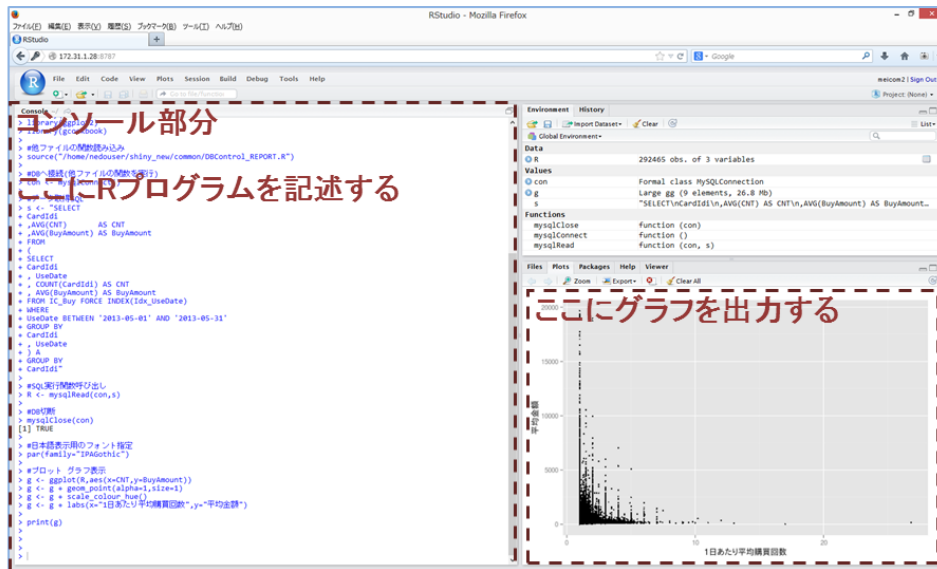 RStudio - Mozilla Firefox
ファイル(F) 編集(E) 表示(V) 履歴(S) ブックマーク(B) ツール(T) ヘルプ(H)
RStudio
172.31.1.28:8787
Google
File Edit Code View Plots Session Build Debug Tools Help
meicom2 | Sign Out
Go to file/function
Project: (None)
Console
コンソール部分
> library(ggplot2)
> library(gcookbook)
>
> #他ファイルの関数読み込み
> source("/home/nedouser/shiny_new/common/DBControl_REPORT.R")
>
> #DBへ接続(他ファイルの関数を実行)
> con <- mysqlConnect()
ここにRプログラムを記述する
> s <- "SELECT
+ CardIdi
+ ,AVG(CNT) AS CNT
+ ,AVG(BuyAmount) AS BuyAmount
+ FROM
+ (
+ SELECT
+ CardIdi
+ , UseDate
+ , COUNT(CardIdi) AS CNT
+ , AVG(BuyAmount) AS BuyAmount
+ FROM IC_Buy FORCE INDEX(Idx_UseDate)
+ WHERE
+ UseDate BETWEEN '2013-05-01' AND '2013-05-31'
+ GROUP BY
+ CardIdi
+ , UseDate
+ ) A
+ GROUP BY
+ CardIdi"
>
> #SQL実行関数呼び出し
> R <- mysqlRead(con,s)
>
> #DB切断
> mysqlClose(con)
[1] TRUE
>
> #日本語表示用のフォント指定
> par(family="IPAGothic")
>
> #プロット グラフ表示
> g <- ggplot(R,aes(x=CNT,y=BuyAmount))
> g <- g + geom_point(alpha=1,size=1)
> g <- g + scale_colour_hue()
> g <- g + labs(x="1日あたり平均購買回数",y="平均金額")
>
> print(g)
>
>
>
>
Environment History
Import Dataset Clear List
Global Environment
Data
R 292465 obs. of 3 variables
Values
con Formal class MySQLConnection
g Large gg (9 elements, 26.8 Mb)
s "SELECT\nCardIdi\n,AVG(CNT) AS CNT\n,AVG(BuyAmount) AS BuyAmount…
Functions
mysqlClose function (con)
mysqlConnect function ()
mysqlRead function (con, s)
Files Plots Packages Help Viewer
Zoom Export Clear All
ここにグラフを出力する
20000
15000
10000
5000
0
平均金額
0 10 20
1日あたり平均購買回数